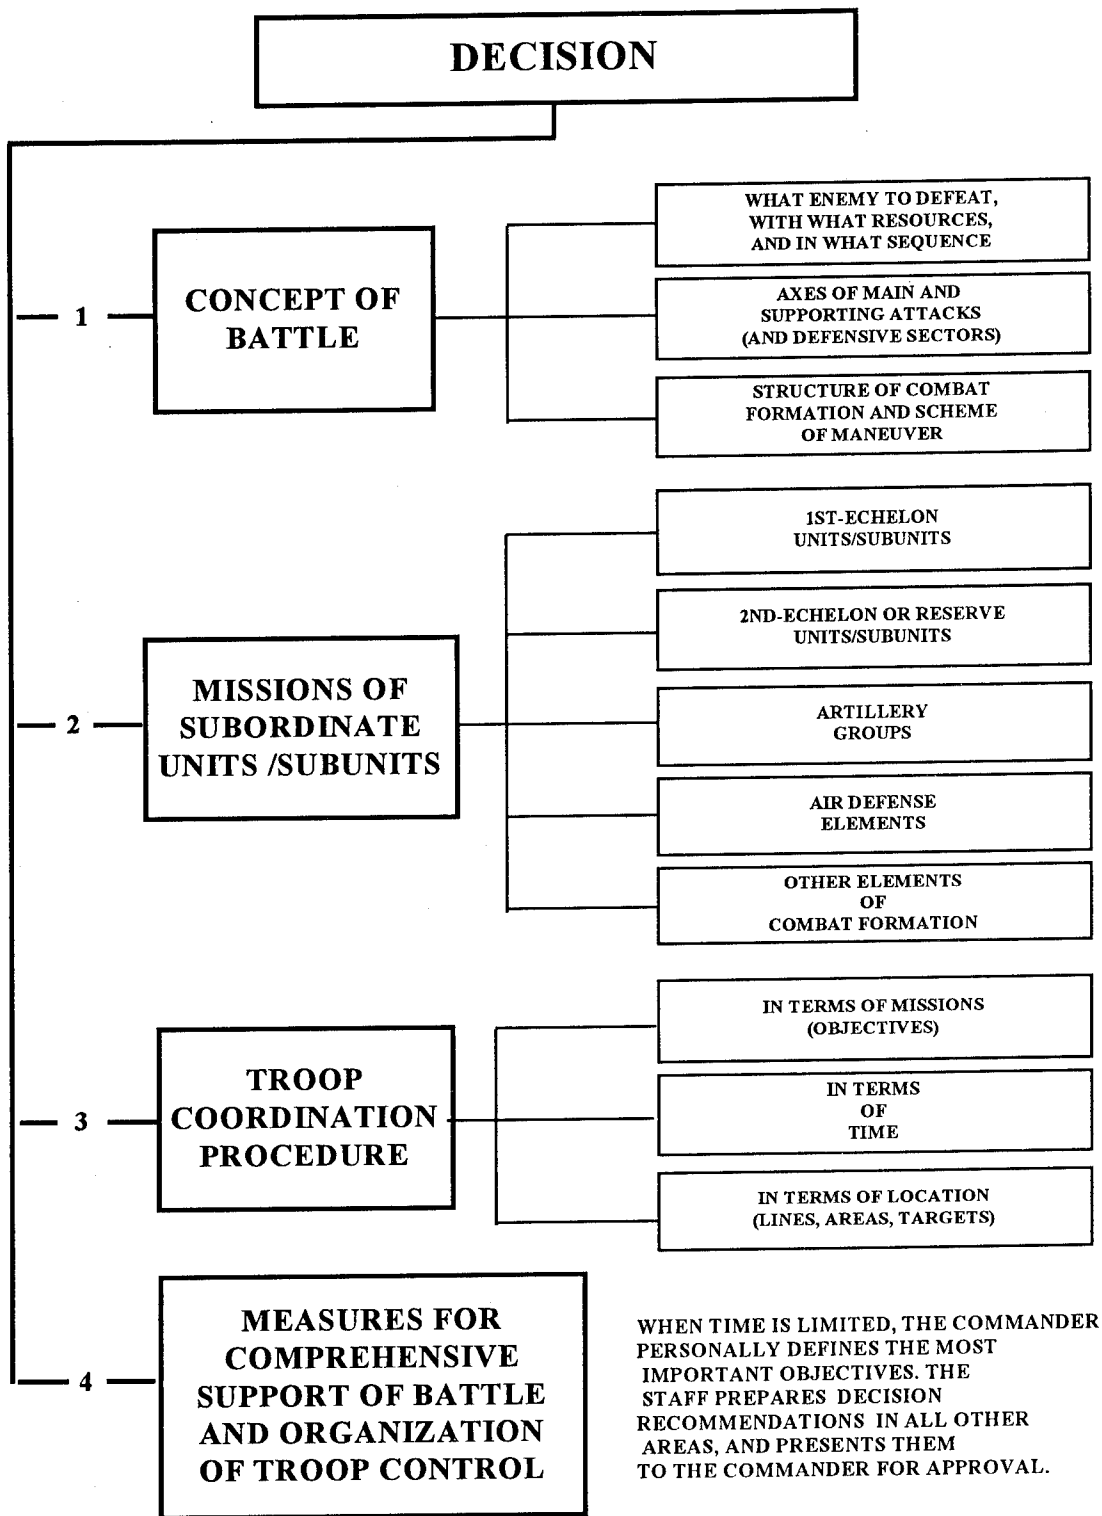 DECISION
1
CONCEPT OF
BATTLE
WHAT ENEMY TO DEFEAT,
WITH WHAT RESOURCES,
AND IN WHAT SEQUENCE
AXES OF MAIN AND
SUPPORTING ATTACKS
(AND DEFENSIVE SECTORS)
STRUCTURE OF COMBAT
FORMATION AND SCHEME
OF MANEUVER
2
MISSIONS OF
SUBORDINATE
UNITS /SUBUNITS
1ST-ECHELON
UNITS/SUBUNITS
2ND-ECHELON OR RESERVE
UNITS/SUBUNITS
ARTILLERY
GROUPS
AIR DEFENSE
ELEMENTS
OTHER ELEMENTS
OF
COMBAT FORMATION
3
TROOP
COORDINATION
PROCEDURE
IN TERMS OF MISSIONS
(OBJECTIVES)
IN TERMS
OF
TIME
IN TERMS OF LOCATION
(LINES, AREAS, TARGETS)
4
MEASURES FOR
COMPREHENSIVE
SUPPORT OF BATTLE
AND ORGANIZATION
OF TROOP CONTROL
WHEN TIME IS LIMITED, THE COMMANDER
PERSONALLY DEFINES THE MOST
IMPORTANT OBJECTIVES. THE
STAFF PREPARES DECISION
RECOMMENDATIONS IN ALL OTHER
AREAS, AND PRESENTS THEM
TO THE COMMANDER FOR APPROVAL.